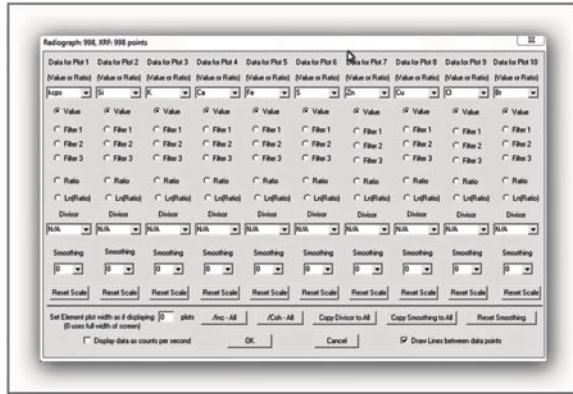 Radiograph: 998, XRF: 998 points
Data for Plot 1 Data for Plot 2 Data for Plot 3 Data for Plot 4 Data for Plot 5 Data for Plot 6 Data for Plot 7 Data for Plot 8 Data for Plot 9 Data for Plot 10
(Value or Ratio) (Value or Ratio) (Value or Ratio) (Value or Ratio) (Value or Ratio) (Value or Ratio) (Value or Ratio) (Value or Ratio) (Value or Ratio) (Value or Ratio)
kcps Si K Ca Fe S Zn Cu Cl Br
Value Value Value Value Value Value Value Value Value Value
Filter 1 Filter 1 Filter 1 Filter 1 Filter 1 Filter 1 Filter 1 Filter 1 Filter 1 Filter 1
Filter 2 Filter 2 Filter 2 Filter 2 Filter 2 Filter 2 Filter 2 Filter 2 Filter 2 Filter 2
Filter 3 Filter 3 Filter 3 Filter 3 Filter 3 Filter 3 Filter 3 Filter 3 Filter 3 Filter 3
Ratio Ratio Ratio Ratio Ratio Ratio Ratio Ratio Ratio Ratio
Ln(Ratio) Ln(Ratio) Ln(Ratio) Ln(Ratio) Ln(Ratio) Ln(Ratio) Ln(Ratio) Ln(Ratio) Ln(Ratio) Ln(Ratio)
Divisor Divisor Divisor Divisor Divisor Divisor Divisor Divisor Divisor Divisor
N/A N/A N/A N/A N/A N/A N/A N/A N/A N/A
Smoothing Smoothing Smoothing Smoothing Smoothing Smoothing Smoothing Smoothing Smoothing Smoothing
0 0 0 0 0 0 0 0 0 0
Reset Scale Reset Scale Reset Scale Reset Scale Reset Scale Reset Scale Reset Scale Reset Scale Reset Scale Reset Scale
Set Element plot width as if displaying 0 plots /Inc - All /Coh - All Copy Divisor to All Copy Smoothing to All Reset Smoothing
(0 uses full width of screen)
Display data as counts per second OK Cancel Draw Lines between data points